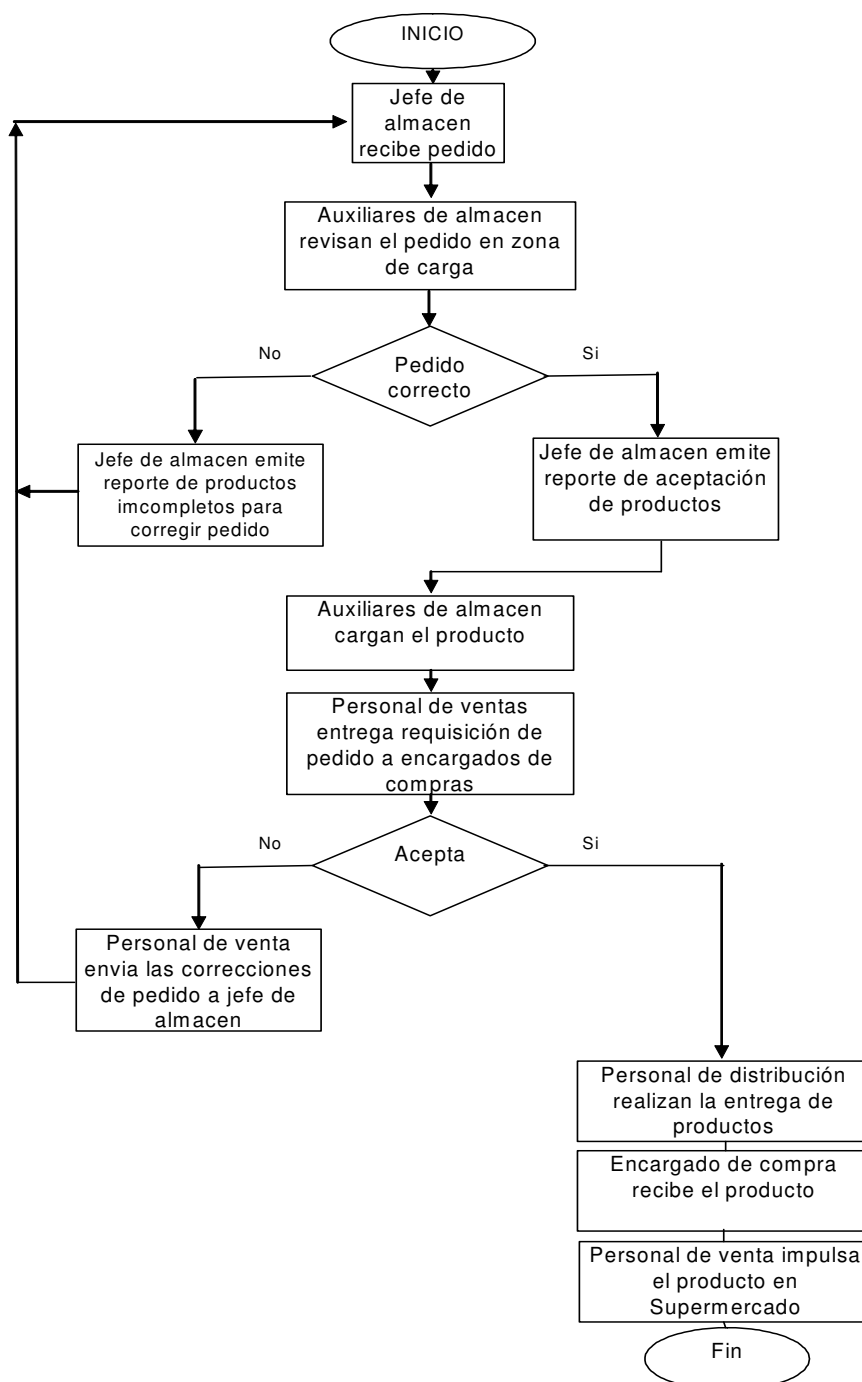 INICIO
Jefe de
almacen
recibe pedido
Auxiliares de almacen
revisan el pedido en zona
de carga
No
Si
Pedido
correcto
Jefe de almacen emite
reporte de productos
imcompletos para
corregir pedido
Jefe de almacen emite
reporte de aceptación
de productos
Auxiliares de almacen
cargan el producto
Personal de ventas
entrega requisición de
pedido a encargados de
compras
No
Si
Acepta
Personal de venta
envia las correcciones
de pedido a jefe de
almacen
Personal de distribución
realizan la entrega de
productos
Encargado de compra
recibe el producto
Personal de venta impulsa
el producto en
Supermercado
Fin